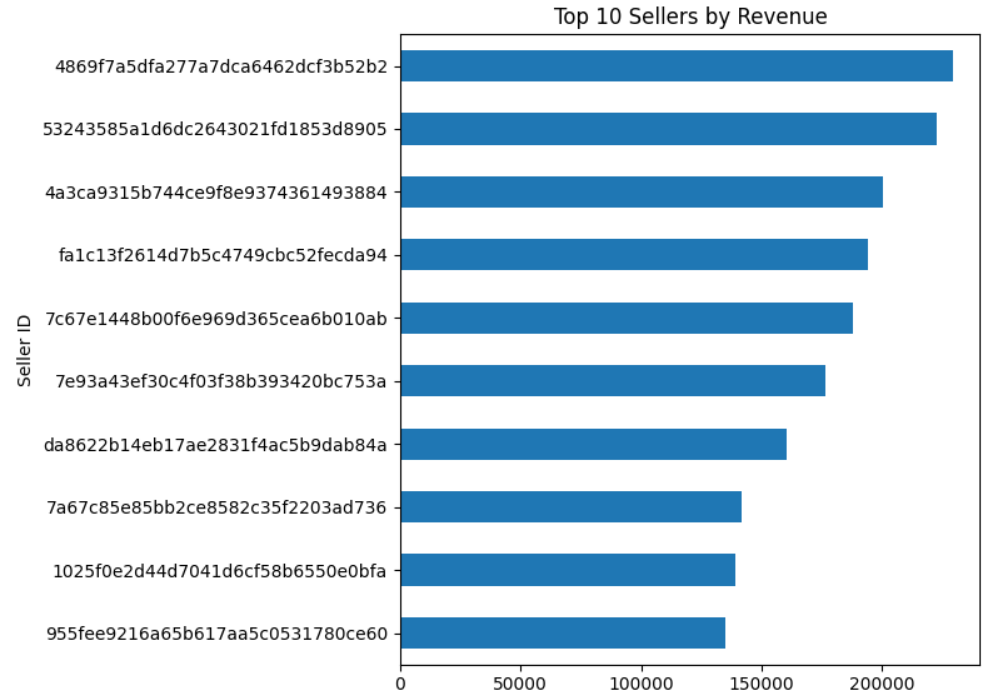 Top 10 Sellers by Revenue
4869f7a5dfa277a7dca6462dcf3b52b2
53243585a1d6dc2643021fd1853d8905
4a3ca9315b744ce9f8e9374361493884
fa1c13f2614d7b5c4749cbc52fecda94
7c67e1448b00f6e969d365cea6b010ab
7e93a43ef30c4f03f38b393420bc753a
da8622b14eb17ae2831f4ac5b9dab84a
7a67c85e85bb2ce8582c35f2203ad736
1025f0e2d44d7041d6cf58b6550e0bfa
955fee9216a65b617aa5c0531780ce60
Seller ID
0 50000 100000 150000 200000